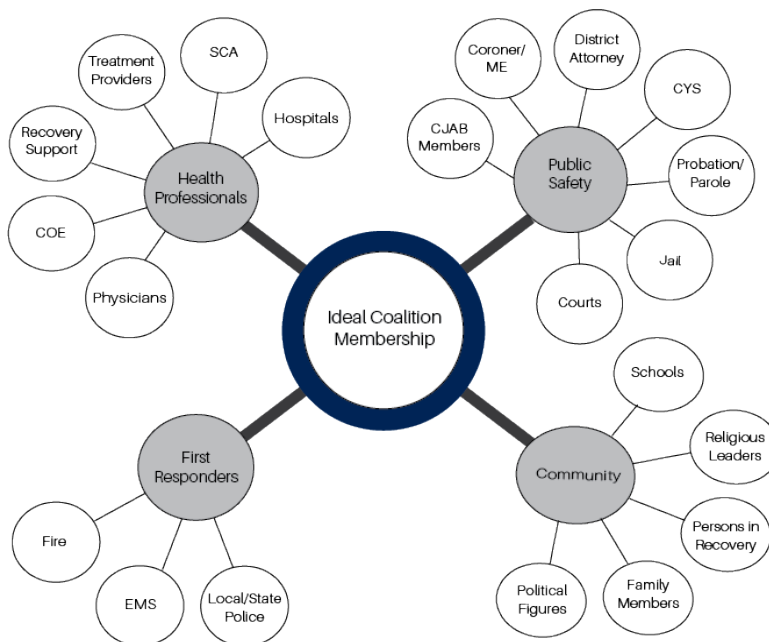 SCA
Treatment
Providers
Hospitals
Recovery
Support
Health
Professionals
COE
Physicians
Coroner/
ME
District
Attorney
CYS
CJAB
Members
Public
Safety
Probation/
Parole
Jail
Courts
Ideal Coalition
Membership
First
Responders
Fire
EMS
Local/State
Police
Schools
Religious
Leaders
Community
Persons in
Recovery
Family
Members
Political
Figures